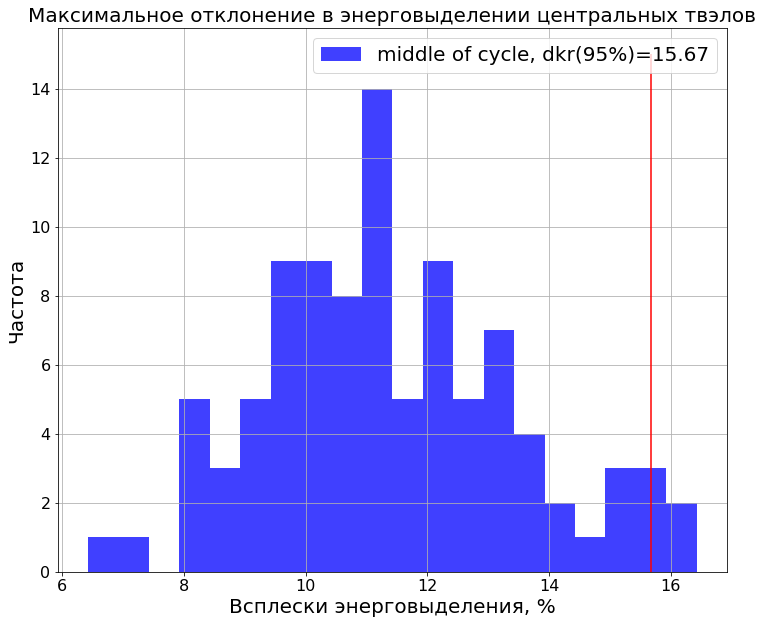 Максимальное отклонение в энерговыделении центральных твэлов
middle of cycle, dkr(95%)=15.67
14
12
10
8
6
4
2
0
Частота
6 8 10 12 14 16
Всплески энерговыделения, %